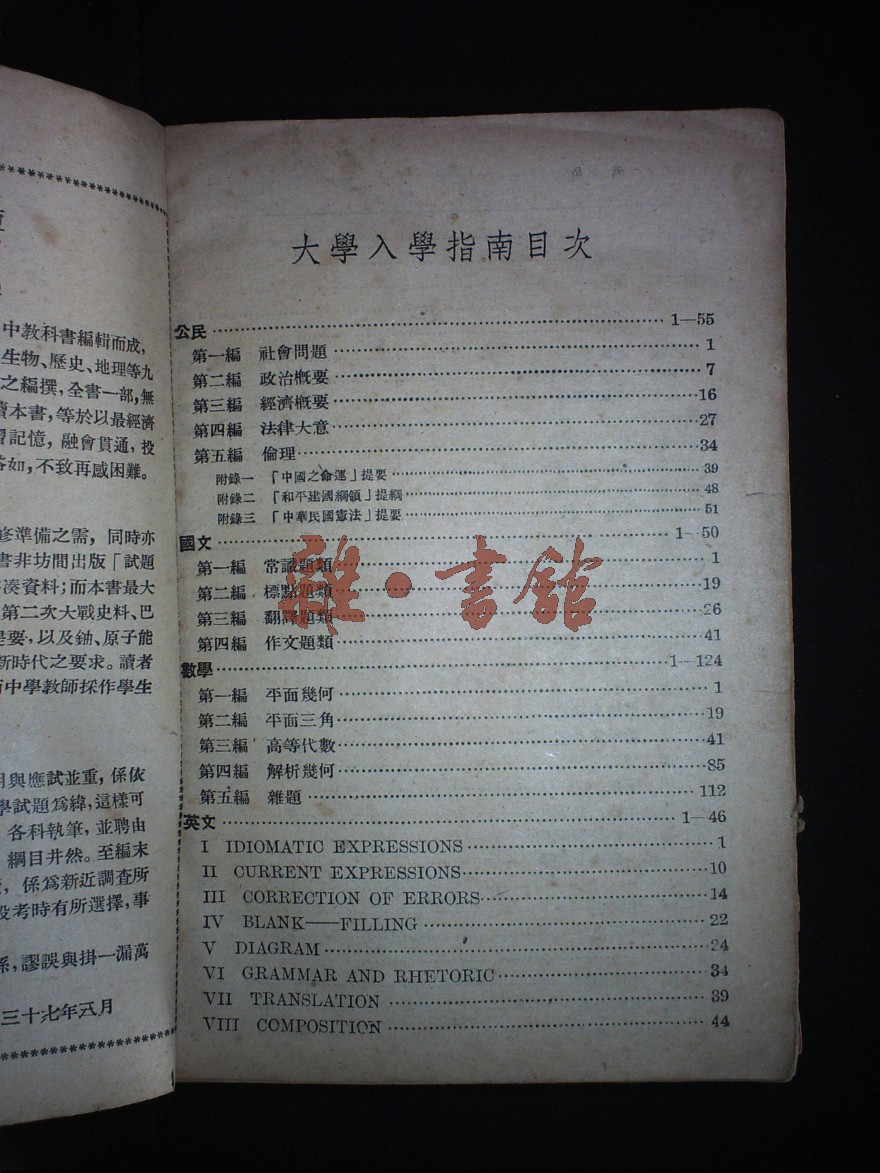 中教科書編輯而成,
生物、歷史、地理等九
之編撰,全書一部,無
讀本書,等於以最經濟
習記憶,融會貫通,投
答如,不致再感困難。
修準備之需,同時亦
書非坊間出版「試題
湊資料;而本書最大
第二次大戰史料、巴
提要,以及鈾、原子能
新時代之要求。讀者
中學教師採作學生
與應試並重,係依
學試題爲緯,這樣可
各科執筆,並聘由
綱目井然。至編末
係爲新近調查所
投考時有所選擇,事
係,謬誤與掛一漏萬
三十七年五月
大學入學指南目次
公民 1—55
第一編 社會問題 1
第二編 政治概要 7
第三編 經濟概要 16
第四編 法律大意 27
第五編 倫理 34
附錄一 「中國之命運」提要 39
附錄二 「和平建國綱領」提綱 48
附錄三 「中華民國憲法」提要 51
國文 1—50
第一編 常識題類 1
第二編 標點題類 19
第三編 翻譯題類 26
第四編 作文題類 41
數學 1—124
第一編 平面幾何 1
第二編 平面三角 19
第三編 高等代數 41
第四編 解析幾何 85
第五編 雜題 112
英文 1—46
I IDIOMATIC EXPRESSIONS 1
II CURRENT EXPRESSIONS 10
III CORRECTION OF ERRORS 14
IV BLANK——FILLING 22
V DIAGRAM 24
VI GRAMMAR AND RHETORIC 34
VII TRANSLATION 39
VIII COMPOSITION 44
雜·書館